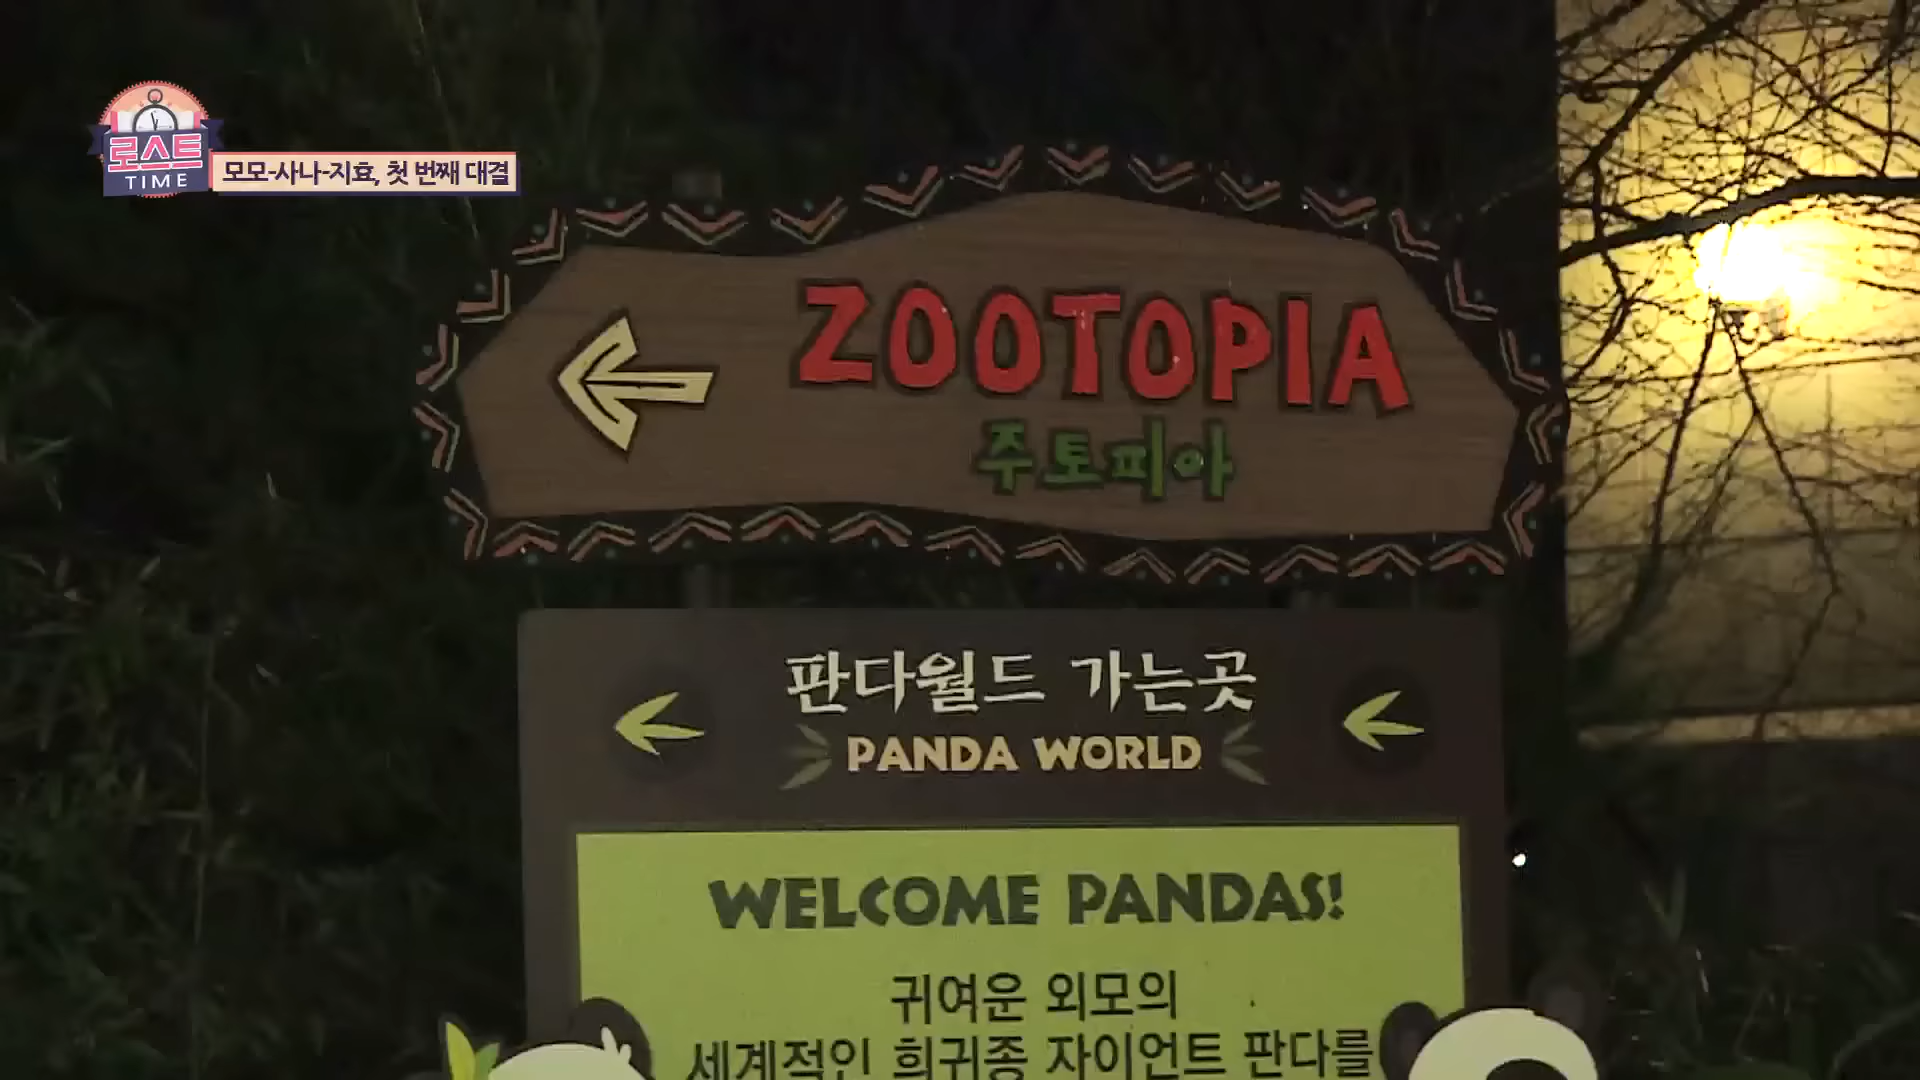 로스트
TIME
모모-사나-지효, 첫 번째 대결
ZOOTOPIA
주토피아
판다월드 가는곳
PANDA WORLD
WELCOME PANDAS!
귀여운 외모의
세계적인 희귀종 자이언트 판다를